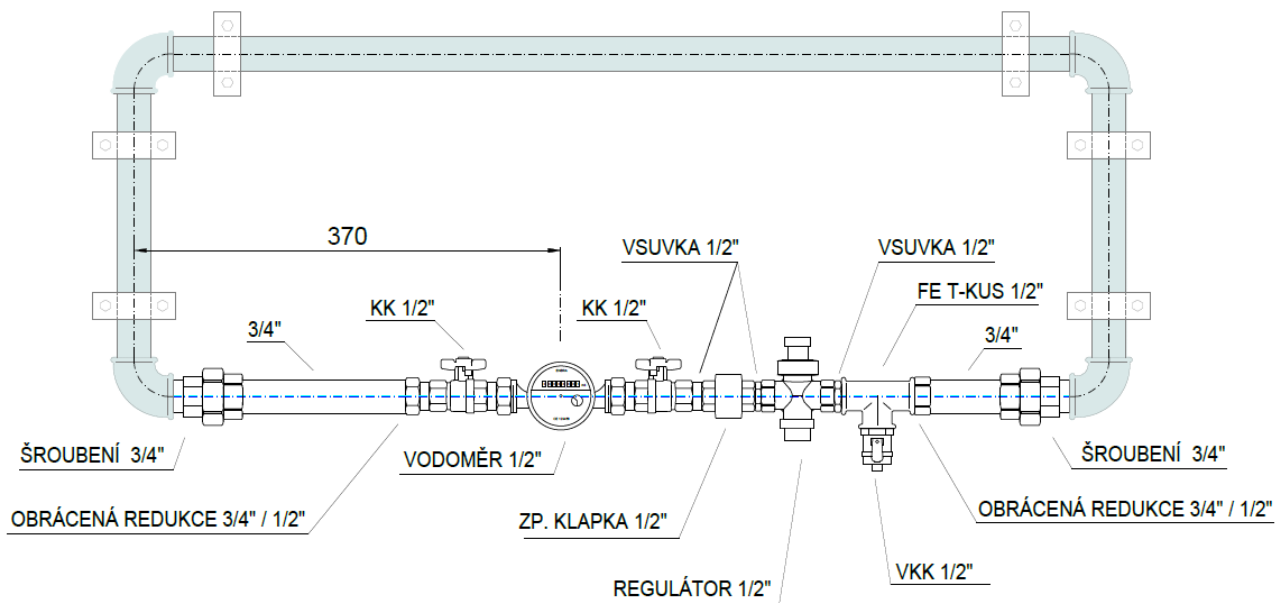 370
VSUVKA 1/2"
VSUVKA 1/2"
KK 1/2"
KK 1/2"
FE T-KUS 1/2"
3/4"
3/4"
ŠROUBENÍ 3/4"
VODOMĚR 1/2"
ŠROUBENÍ 3/4"
OBRÁCENÁ REDUKCE 3/4" / 1/2"
ZP. KLAPKA 1/2"
OBRÁCENÁ REDUKCE 3/4" / 1/2"
REGULÁTOR 1/2"
VKK 1/2"